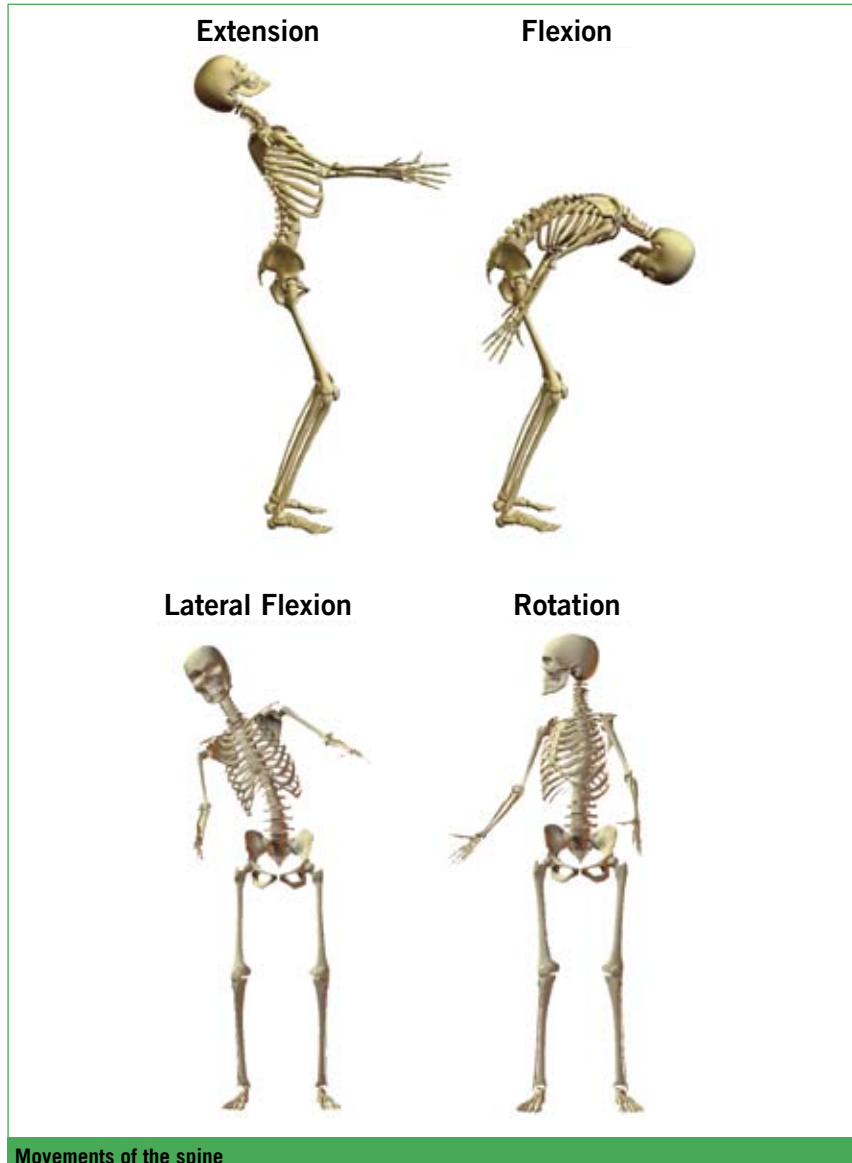 Extension
Flexion
Lateral Flexion
Rotation
Movements of the spine